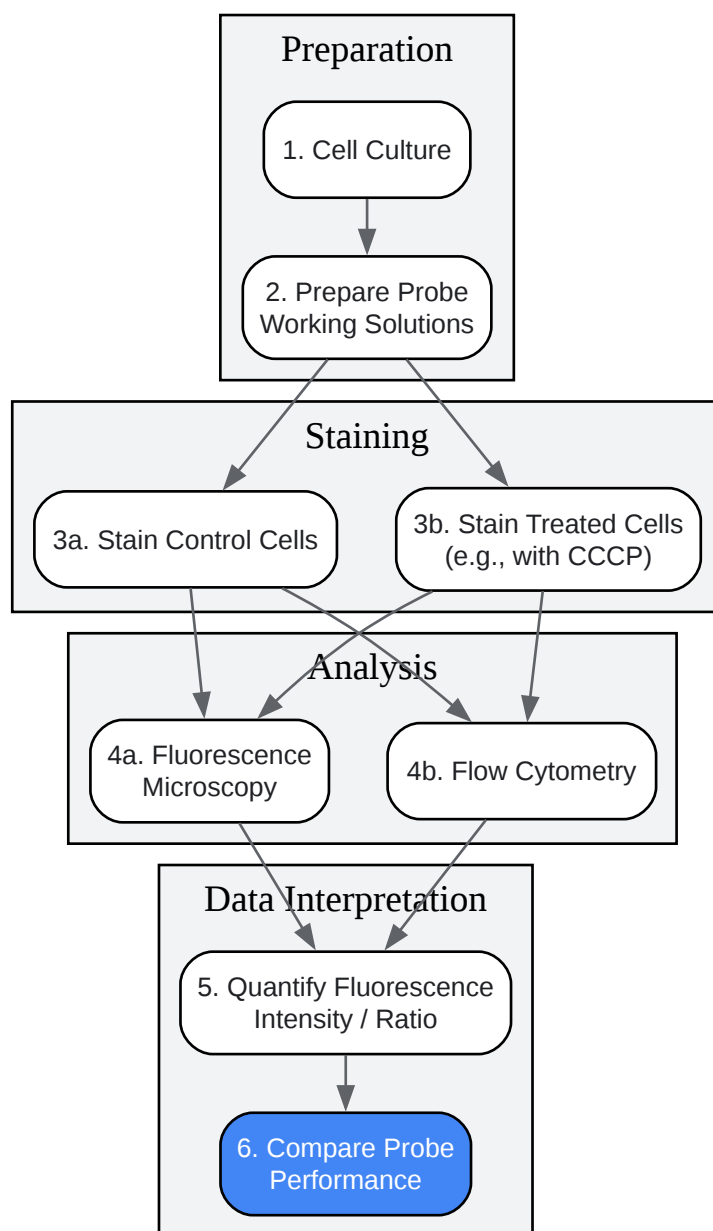 Preparation
1. Cell Culture
2. Prepare Probe
Working Solutions
Staining
3a. Stain Control Cells
3b. Stain Treated Cells
(e.g., with CCCP)
Analysis
4a. Fluorescence
Microscopy
4b. Flow Cytometry
Data Interpretation
5. Quantify Fluorescence
Intensity / Ratio
6. Compare Probe
Performance